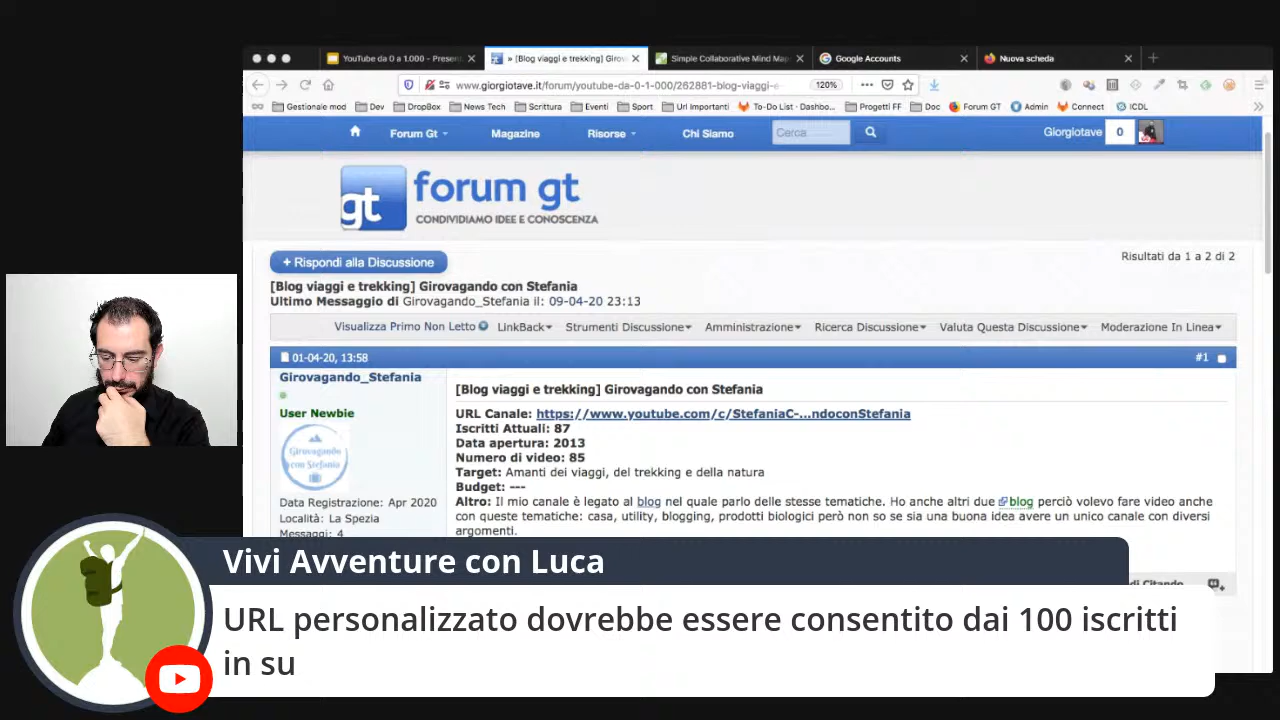 YouTube da 0 a 1.000 - Present
» [Blog viaggi e trekking] Girov
Simple Collaborative Mind Map
Google Accounts
Nuova scheda
www.giorgiotave.it/forum/youtube-da-0-1-000/262881-blog-viaggi-e
120%
Gestionale mod
Dev
DropBox
News Tech
Scrittura
Eventi
Sport
Url Importanti
To-Do List - Dashbo...
Progetti FF
Doc
Forum GT
Admin
Connect
ICDL
Forum Gt
Magazine
Risorse
Chi Siamo
Cerca
Giorgiotave
0
gt
forum gt
CONDIVIDIAMO IDEE E CONOSCENZA
+ Rispondi alla Discussione
Risultati da 1 a 2 di 2
[Blog viaggi e trekking] Girovagando con Stefania
Ultimo Messaggio di Girovagando_Stefania il: 09-04-20 23:13
Visualizza Primo Non Letto
LinkBack
Strumenti Discussione
Amministrazione
Ricerca Discussione
Valuta Questa Discussione
Moderazione In Linea
01-04-20, 13:58
#1
Girovagando_Stefania
User Newbie
Girovagando
con Stefania
Data Registrazione: Apr 2020
Località: La Spezia
Messaggi: 4
[Blog viaggi e trekking] Girovagando con Stefania
URL Canale: https://www.youtube.com/c/StefaniaC-...ndoconStefania
Iscritti Attuali: 87
Data apertura: 2013
Numero di video: 85
Target: Amanti dei viaggi, del trekking e della natura
Budget: ---
Altro: Il mio canale è legato al blog nel quale parlo delle stesse tematiche. Ho anche altri due blog perciò volevo fare video anche
con queste tematiche: casa, utility, blogging, prodotti biologici però non so se sia una buona idea avere un unico canale con diversi
argomenti.
di Citando
Vivi Avventure con Luca
URL personalizzato dovrebbe essere consentito dai 100 iscritti
in su